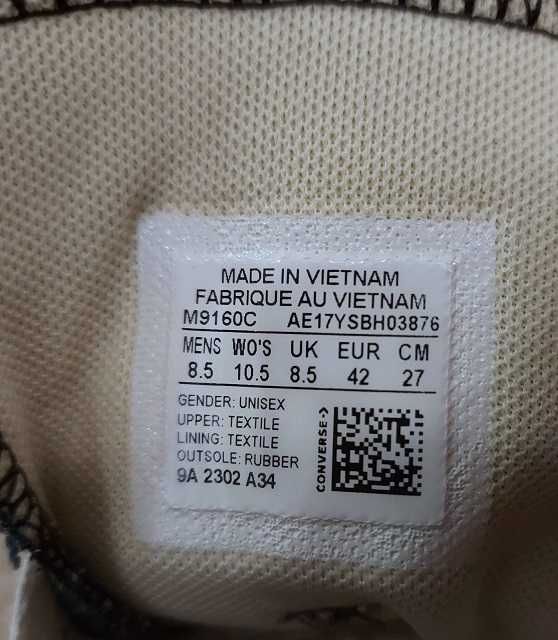 MADE IN VIETNAM
FABRIQUE AU VIETNAM
M9160C AE17YSBH03876
MENS WO'S UK EUR CM
8.5 10.5 8.5 42 27
GENDER: UNISEX
UPPER: TEXTILE
LINING: TEXTILE
OUTSOLE: RUBBER
9A 2302 A34
CONVERSE